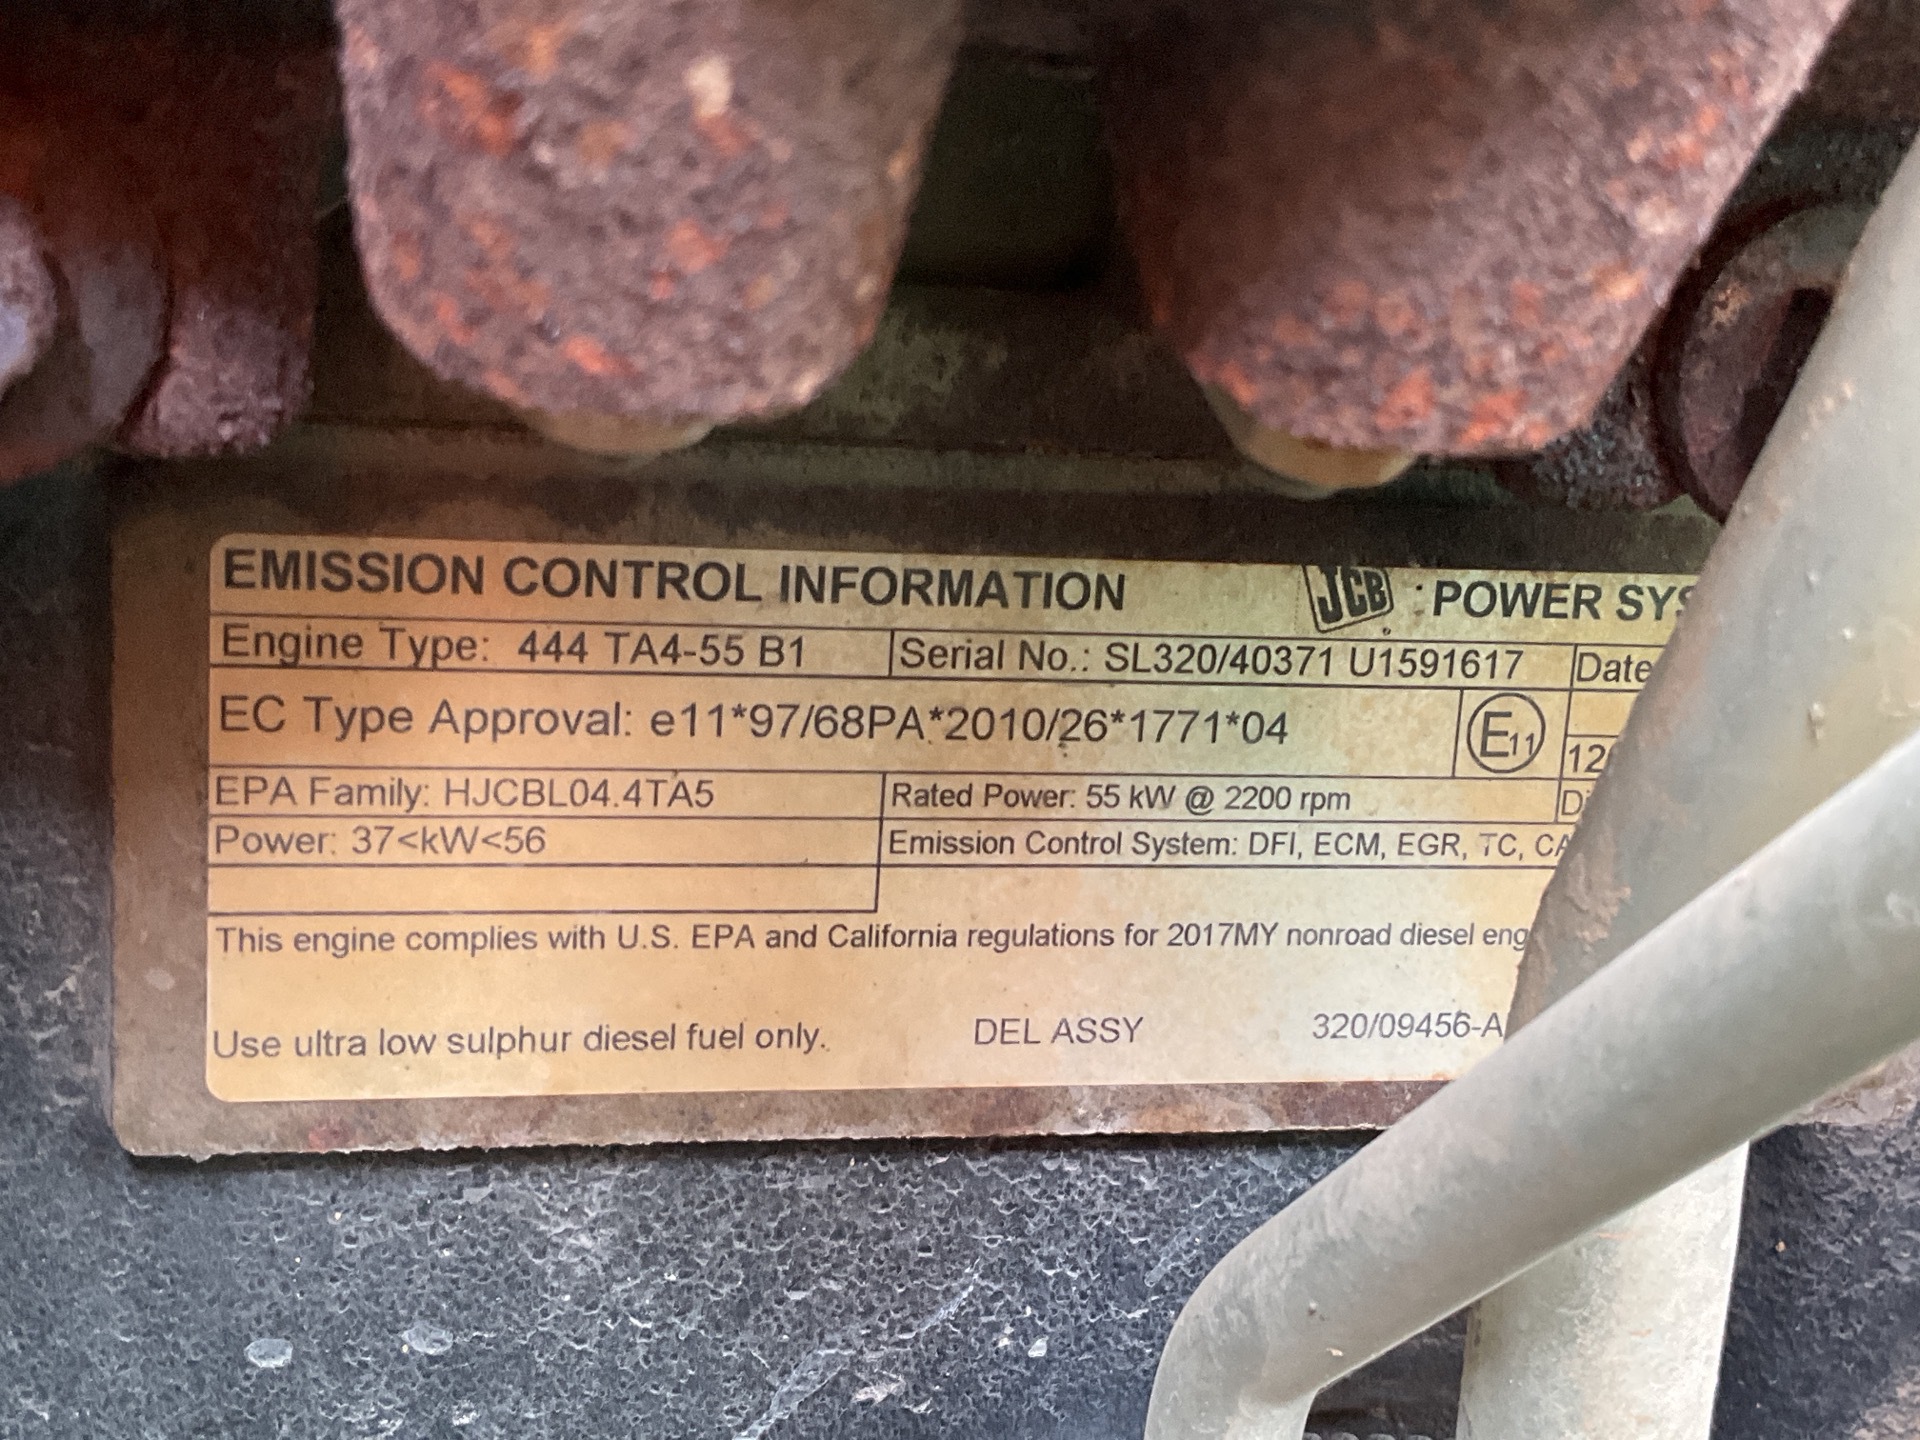 EMISSION CONTROL INFORMATION JCB POWER
Engine Type: 444 TA4-55 B1 Serial No.: SL320/40371 U1591617 Date
EC Type Approval: e11*97/68PA*2010/26*1771*04 E11
EPA Family: HJCBL04.4TA5 Rated Power: 55 kW @ 2200 rpm
Power: 37<kW<56 Emission Control System: DFI, ECM, EGR, TC,
This engine complies with U.S. EPA and California regulations for 2017MY nonroad diesel
Use ultra low sulphur diesel fuel only. DEL ASSY 320/09456-A